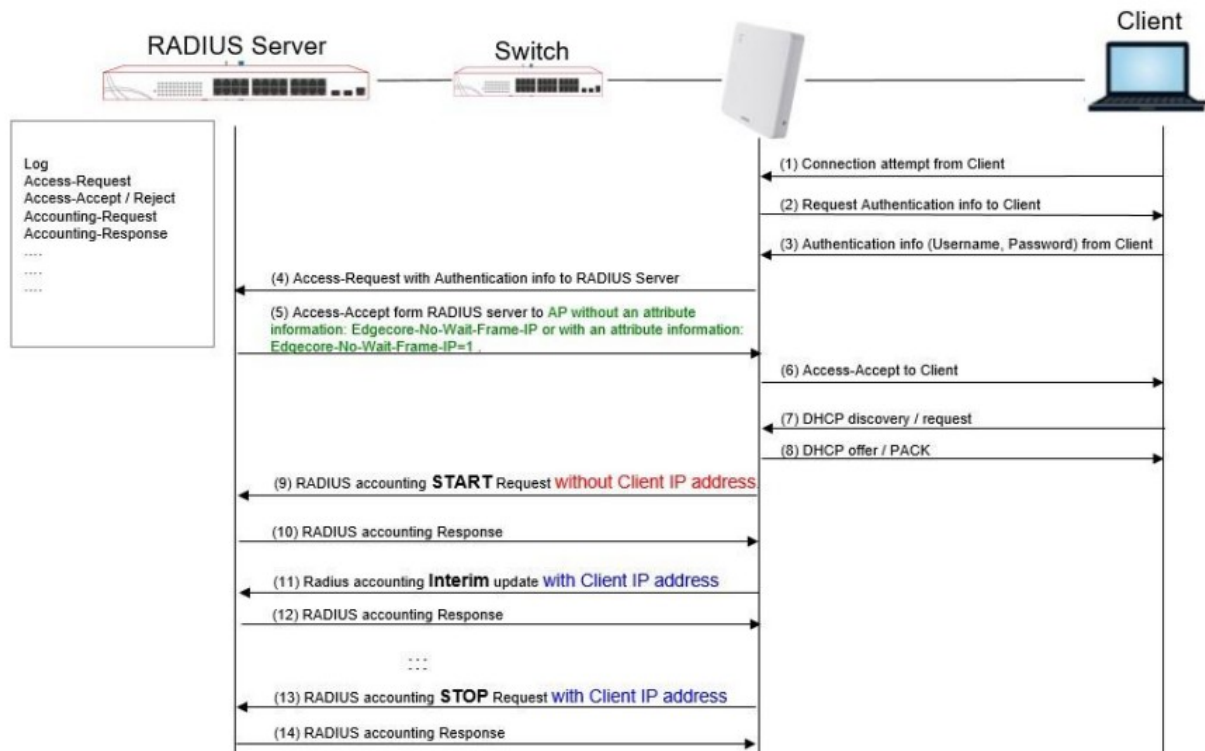 RADIUS Server
Switch
Client
Log
Access-Request
Access-Accept / Reject
Accounting-Request
Accounting-Response
....
....
....
(1) Connection attempt from Client
(2) Request Authentication info to Client
(3) Authentication info (Username, Password) from Client
(4) Access-Request with Authentication info to RADIUS Server
(5) Access-Accept form RADIUS server to AP without an attribute
information: Edgecore-No-Wait-Frame-IP or with an attribute information:
Edgecore-No-Wait-Frame-IP=1 .
(6) Access-Accept to Client
(7) DHCP discovery / request
(8) DHCP offer / PACK
(9) RADIUS accounting START Request without Client IP address
(10) RADIUS accounting Response
(11) Radius accounting Interim update with Client IP address
(12) RADIUS accounting Response
(13) RADIUS accounting STOP Request with Client IP address
(14) RADIUS accounting Response